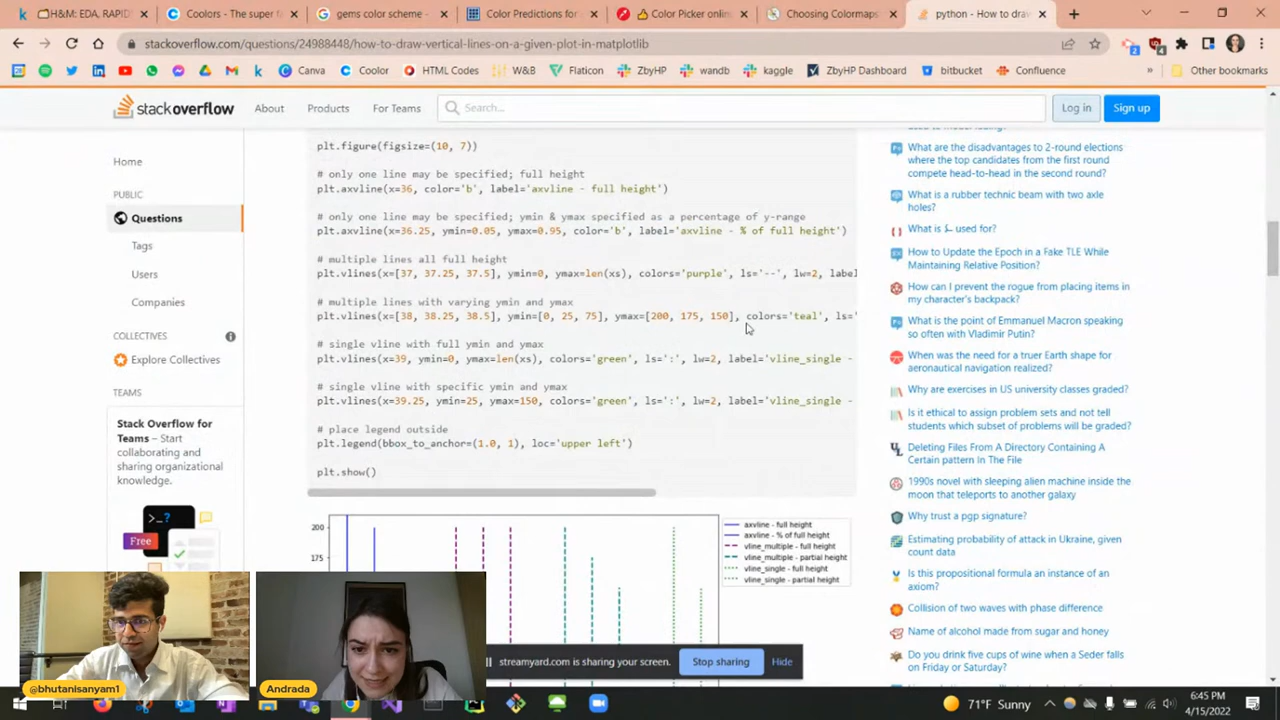 H&M: EDA, RAPID
Coolors - The super f
gems color scheme -
Color Predictions for
Color Picker onlin
Choosing Colormaps
python - How to draw
stackoverflow.com/questions/24988448/how-to-draw-vertical-lines-on-a-given-plot-in-matplotlib
Canva
Coolor
HTML Codes
W&B
Flaticon
ZbyHP
wandb
kaggle
ZbyHP Dashboard
bitbucket
Confluence
Other bookmarks
stackoverflow
About
Products
For Teams
Search...
Log in
Sign up
Home
PUBLIC
Questions
Tags
Users
Companies
COLLECTIVES
Explore Collectives
TEAMS
Stack Overflow for
Teams – Start
collaborating and
sharing organizational
knowledge.
Free
plt.figure(figsize=(10, 7))
# only one line may be specified; full height
plt.axvline(x=36, color='b', label='axvline - full height')
# only one line may be specified; ymin & ymax specified as a percentage of y-range
plt.axvline(x=36.25, ymin=0.05, ymax=0.95, color='b', label='axvline - % of full height')
# multiple lines all full height
plt.vlines(x=[37, 37.25, 37.5], ymin=0, ymax=len(xs), colors='purple', ls='--', lw=2, label
# multiple lines with varying ymin and ymax
plt.vlines(x=[38, 38.25, 38.5], ymin=[0, 25, 75], ymax=[200, 175, 150], colors='teal', ls='
# single vline with full ymin and ymax
plt.vlines(x=39, ymin=0, ymax=len(xs), colors='green', ls=':', lw=2, label='vline_single -
# single vline with specific ymin and ymax
plt.vlines(x=39.25, ymin=25, ymax=150, colors='green', ls=':', lw=2, label='vline_single -
# place legend outside
plt.legend(bbox_to_anchor=(1.0, 1), loc='upper left')
plt.show()
200
175
axvline - full height
axvline - % of full height
vline_multiple - full height
vline_multiple - partial height
vline_single - full height
vline_single - partial height
What are the disadvantages to 2-round elections
where the top candidates from the first round
compete head-to-head in the second round?
What is a rubber technic beam with two axle
holes?
How to Update the Epoch in a Fake TLE While
Maintaining Relative Position?
How can I prevent the rogue from placing items in
my character's backpack?
What is the point of Emmanuel Macron speaking
so often with Vladimir Putin?
When was the need for a truer Earth shape for
aeronautical navigation realized?
Why are exercises in US university classes graded?
Is it ethical to assign problem sets and not tell
students which subset of problems will be graded?
Deleting Files From A Directory Containing A
Certain pattern In The File
1990s novel with sleeping alien machine inside the
moon that teleports to another galaxy
Why trust a pgp signature?
Estimating probability of attack in Ukraine, given
count data
Is this propositional formula an instance of an
axiom?
Collision of two waves with phase difference
Name of alcohol made from sugar and honey
Do you drink five cups of wine when a Seder falls
on Friday or Saturday?
streamyard.com is sharing your screen.
Stop sharing
Hide
@bhutanisanyam1
Andrada
71°F Sunny
6:45 PM
4/15/2022